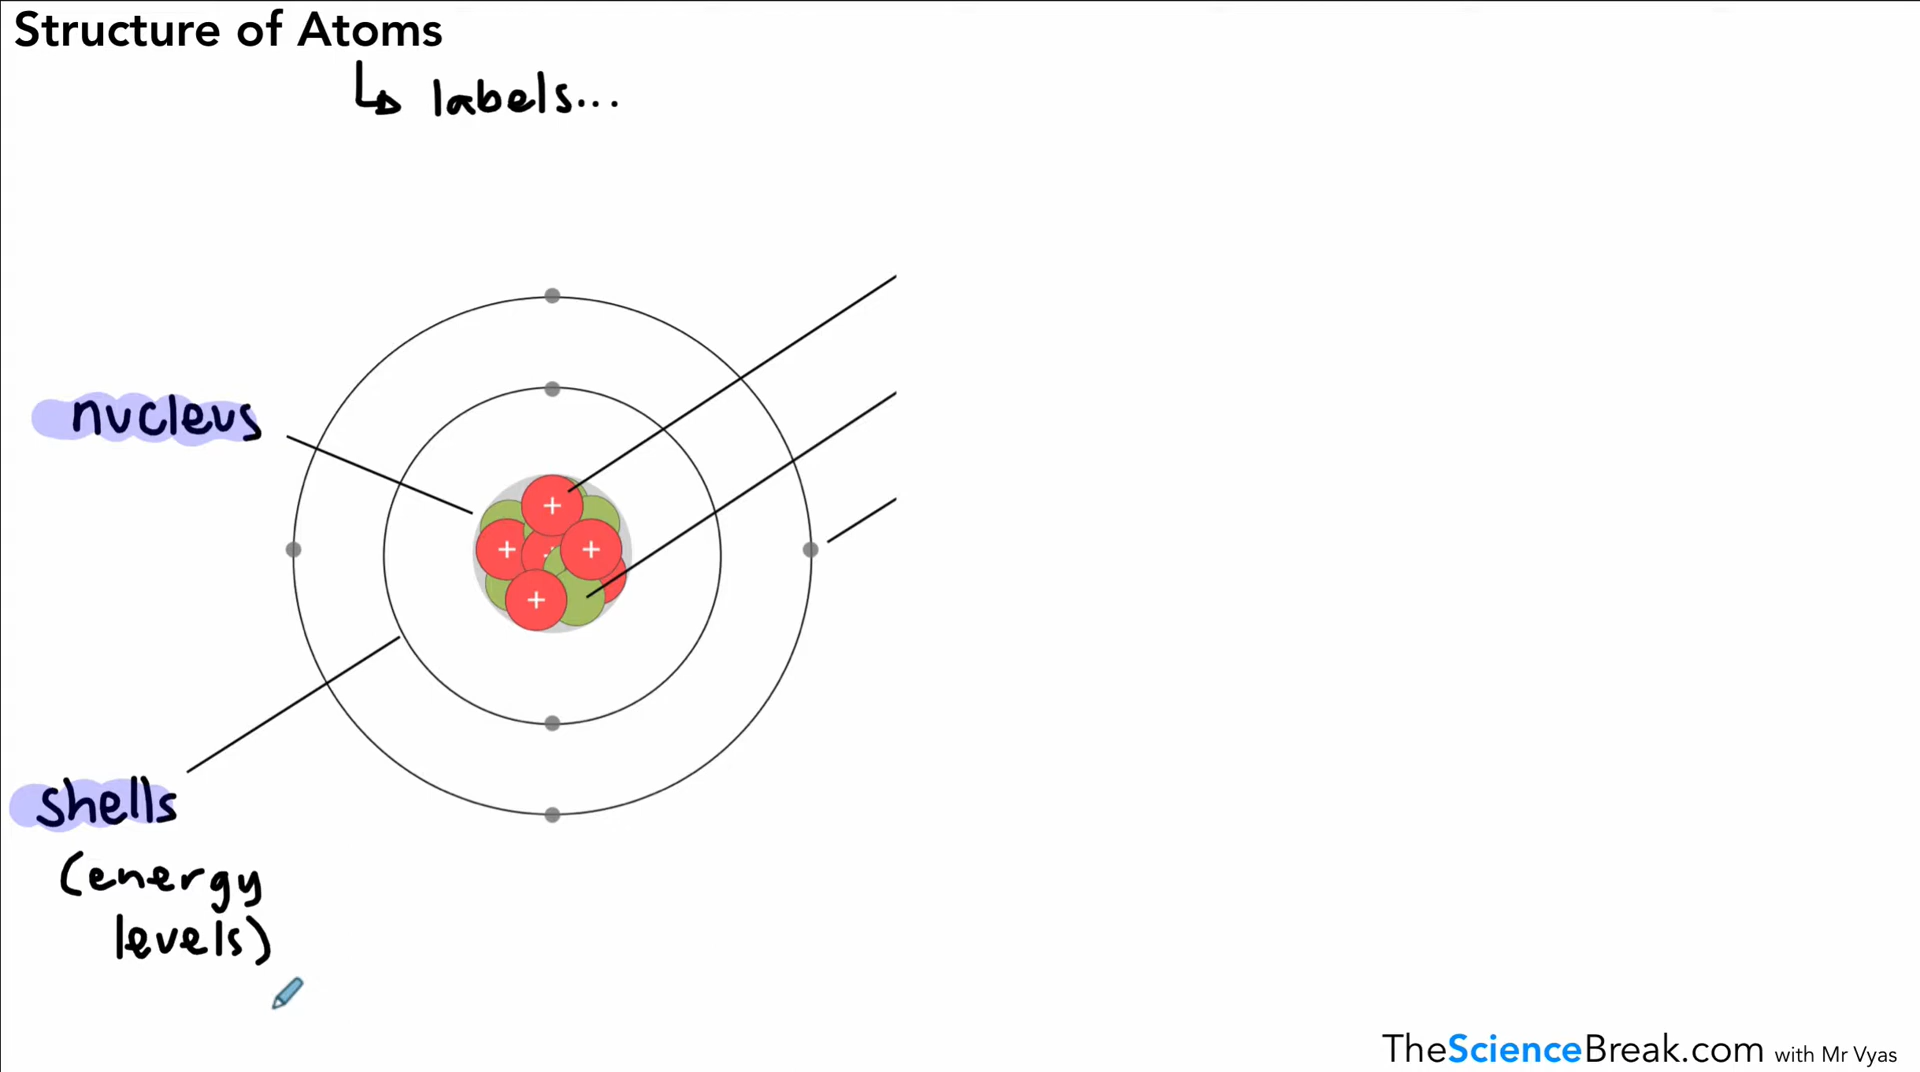 Structure of Atoms
↳ labels...
nucleus
+
+
+
+
shells
(energy
levels)
TheScienceBreak.com with Mr Vyas